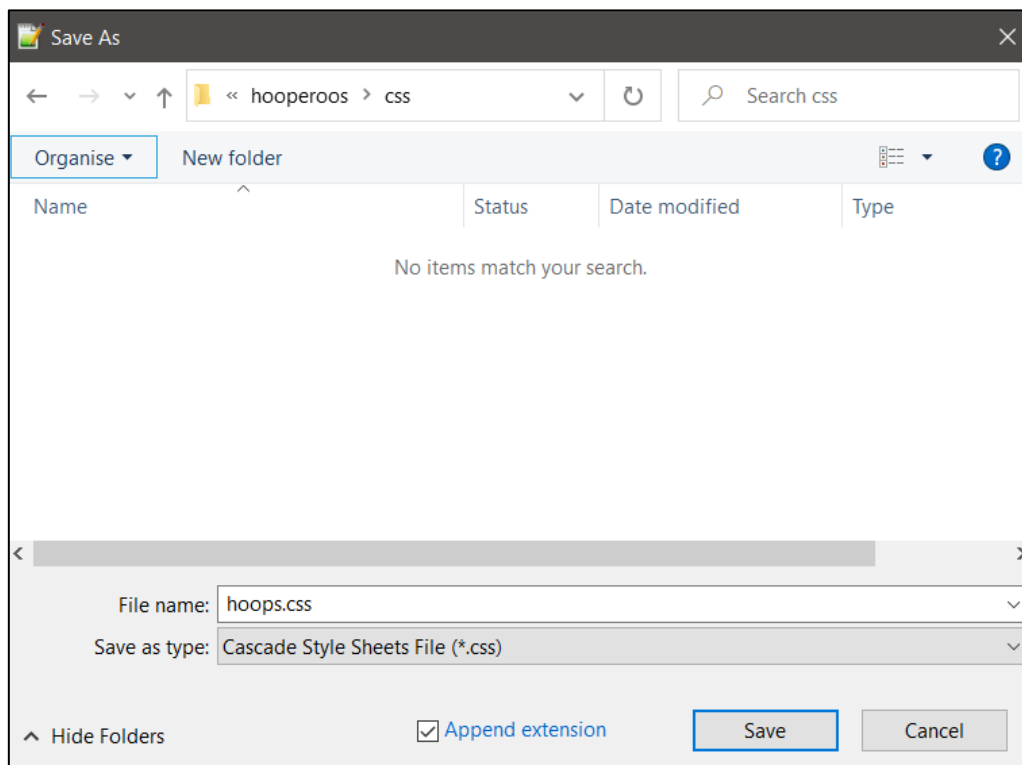 Save As
« hooperoos > css
Search css
Organise
New folder
?
Name Status Date modified Type
No items match your search.
File name: hoops.css
Save as type: Cascade Style Sheets File (*.css)
Hide Folders
Append extension
Save
Cancel